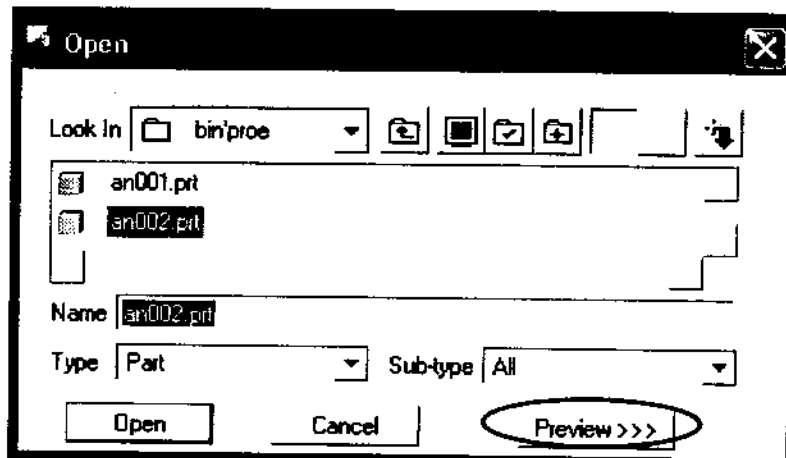 Open
Look In bin'proe
an001.prt
an002.prt
Name an002.prt
Type Part Sub-type All
Open Cancel Preview >>>